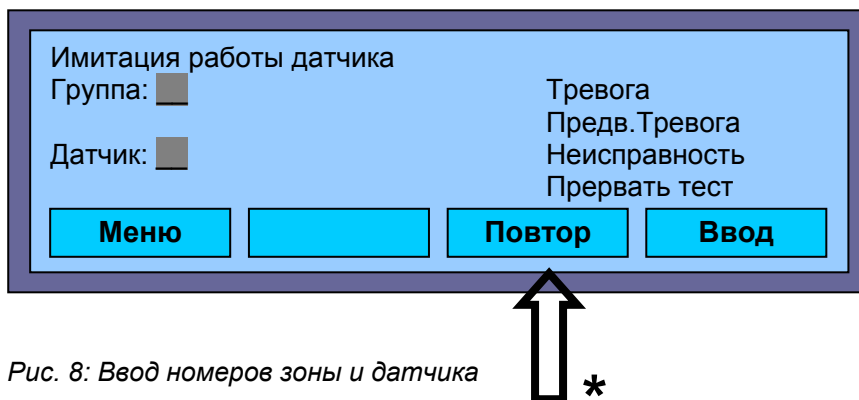 Имитация работы датчика
Группа: __ Тревога
Предв.Тревога
Датчик: __ Неисправность
Прервать тест
Меню Повтор Ввод
Рис. 8: Ввод номеров зоны и датчика *